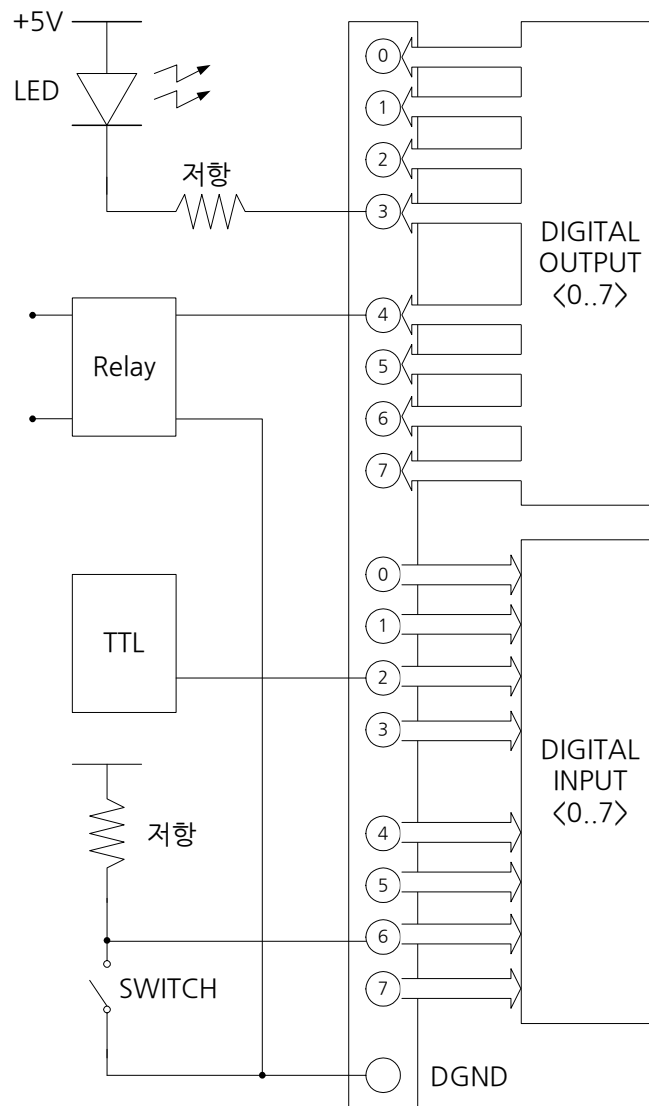 +5V
LED
저항
0
1
2
3
DIGITAL
OUTPUT
<0..7>
4
Relay
5
6
7
0
1
TTL
2
3
DIGITAL
INPUT
<0..7>
저항
4
5
6
SWITCH
7
DGND